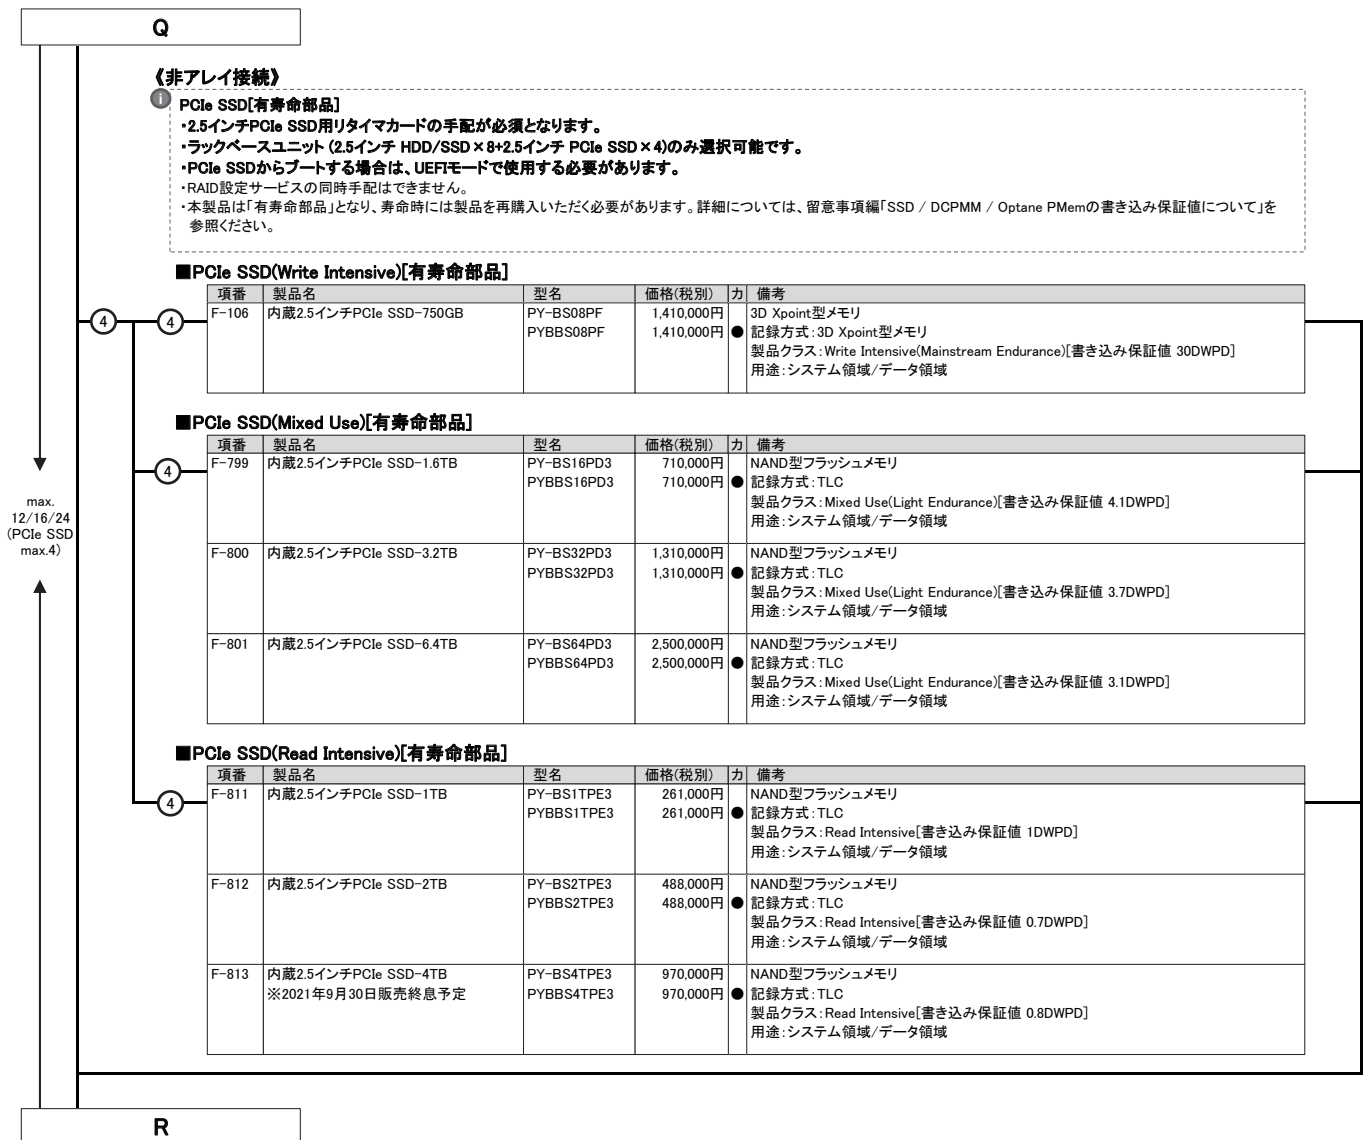 Q
《非アレイ接続》
i
PCIe SSD[有寿命部品]
・2.5インチPCIe SSD用リタイマカードの手配が必須となります。
・ラックベースユニット (2.5インチ HDD/SSD×8+2.5インチ PCIe SSD×4)のみ選択可能です。
・PCIe SSDからブートする場合は、UEFIモードで使用する必要があります。
・RAID設定サービスの同時手配はできません。
・本製品は「有寿命部品」となり、寿命時には製品を再購入いただく必要があります。詳細については、留意事項編「SSD / DCPMM / Optane PMemの書き込み保証値について」を
参照ください。
■PCIe SSD(Write Intensive)[有寿命部品]
項番 製品名 型名 価格(税別) カ 備考
F-106 内蔵2.5インチPCIe SSD-750GB PY-BS08PF 1,410,000円 3D Xpoint型メモリ
4 4
PYBBS08PF 1,410,000円 ● 記録方式：3D Xpoint型メモリ
製品クラス：Write Intensive(Mainstream Endurance)[書き込み保証値 30DWPD]
用途：システム領域/データ領域
■PCIe SSD(Mixed Use)[有寿命部品]
項番 製品名 型名 価格(税別) カ 備考
F-799 内蔵2.5インチPCIe SSD-1.6TB PY-BS16PD3 710,000円 NAND型フラッシュメモリ
4
PYBBS16PD3 710,000円 ● 記録方式：TLC
製品クラス：Mixed Use(Light Endurance)[書き込み保証値 4.1DWPD]
用途：システム領域/データ領域
max.
12/16/24
(PCIe SSD
max.4)
F-800 内蔵2.5インチPCIe SSD-3.2TB PY-BS32PD3 1,310,000円 NAND型フラッシュメモリ
PYBBS32PD3 1,310,000円 ● 記録方式：TLC
製品クラス：Mixed Use(Light Endurance)[書き込み保証値 3.7DWPD]
用途：システム領域/データ領域
F-801 内蔵2.5インチPCIe SSD-6.4TB PY-BS64PD3 2,500,000円 NAND型フラッシュメモリ
PYBBS64PD3 2,500,000円 ● 記録方式：TLC
製品クラス：Mixed Use(Light Endurance)[書き込み保証値 3.1DWPD]
用途：システム領域/データ領域
■PCIe SSD(Read Intensive)[有寿命部品]
項番 製品名 型名 価格(税別) カ 備考
F-811 内蔵2.5インチPCIe SSD-1TB PY-BS1TPE3 261,000円 NAND型フラッシュメモリ
4
PYBBS1TPE3 261,000円 ● 記録方式：TLC
製品クラス：Read Intensive[書き込み保証値 1DWPD]
用途：システム領域/データ領域
F-812 内蔵2.5インチPCIe SSD-2TB PY-BS2TPE3 488,000円 NAND型フラッシュメモリ
PYBBS2TPE3 488,000円 ● 記録方式：TLC
製品クラス：Read Intensive[書き込み保証値 0.7DWPD]
用途：システム領域/データ領域
F-813 内蔵2.5インチPCIe SSD-4TB PY-BS4TPE3 970,000円 NAND型フラッシュメモリ
※2021年9月30日販売終息予定 PYBBS4TPE3 970,000円 ● 記録方式：TLC
製品クラス：Read Intensive[書き込み保証値 0.8DWPD]
用途：システム領域/データ領域
R